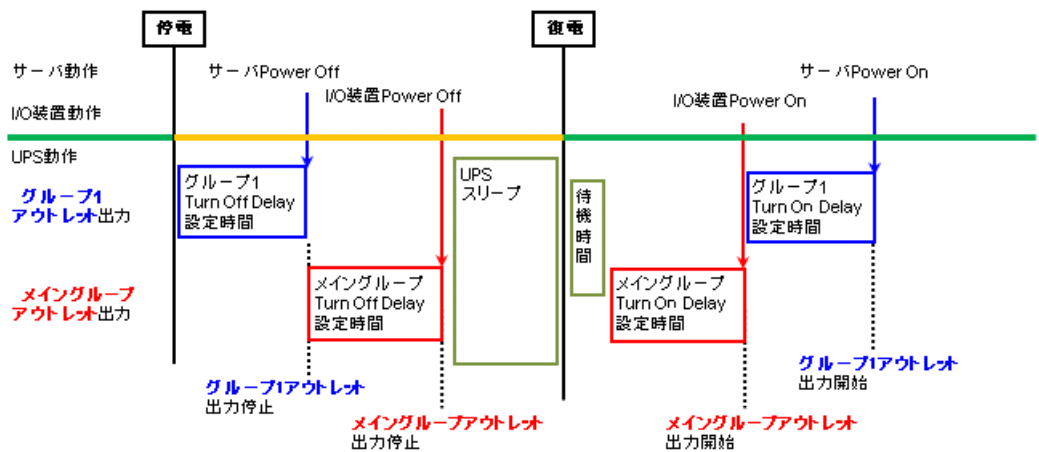 停電
復電
サーバ動作
サーバPower Off
サーバPower On
I/O装置Power Off
I/O装置Power On
I/O装置動作
UPS動作
グループ1
アウトレット出力
グループ1
Turn Off Delay
設定時間
UPS
スリープ
待
機
時
間
グループ1
Turn On Delay
設定時間
メイングループ
アウトレット出力
メイングループ
Turn Off Delay
設定時間
メイングループ
Turn On Delay
設定時間
グループ1アウトレット
出力停止
グループ1アウトレット
出力開始
メイングループアウトレット
出力停止
メイングループアウトレット
出力開始